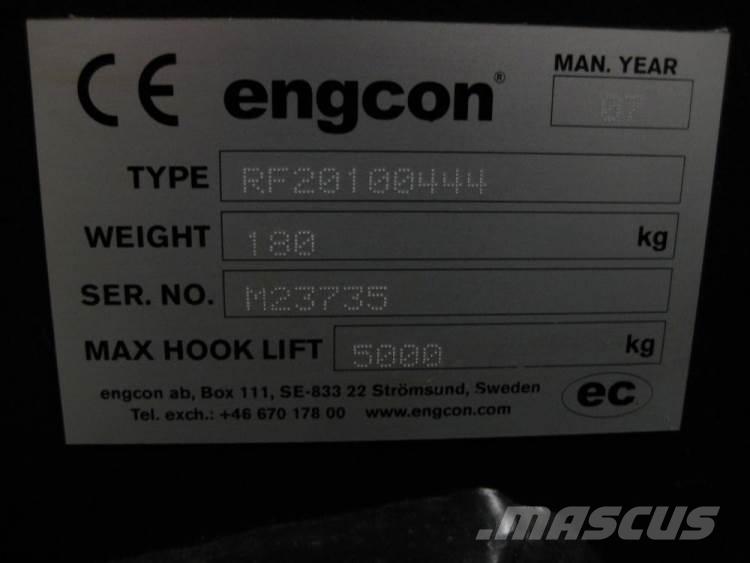 CE engcon® MAN. YEAR
07
TYPE RF20100444
WEIGHT 180 kg
SER. NO. M23735
MAX HOOK LIFT 5000 kg
engcon ab, Box 111, SE-833 22 Strömsund, Sweden
Tel. exch.: +46 670 178 00 www.engcon.com
ec
MASCUS